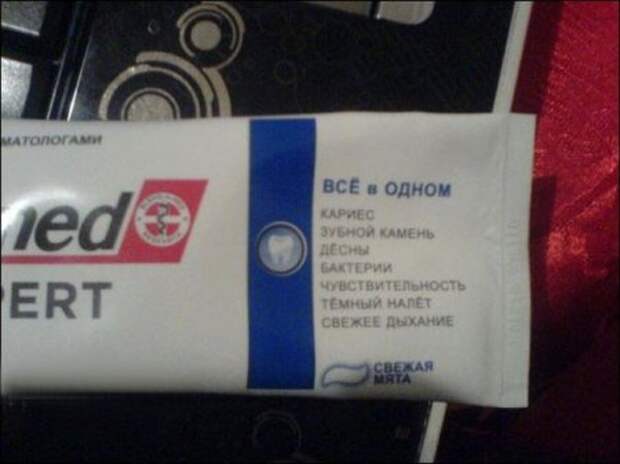 МАТОЛОГАМИ
med
PERT
ВСЁ в ОДНОМ
КАРИЕС
ЗУБНОЙ КАМЕНЬ
ДЁСНЫ
БАКТЕРИИ
ЧУВСТВИТЕЛЬНОСТЬ
ТЁМНЫЙ НАЛЁТ
СВЕЖЕЕ ДЫХАНИЕ
СВЕЖАЯ
МЯТА